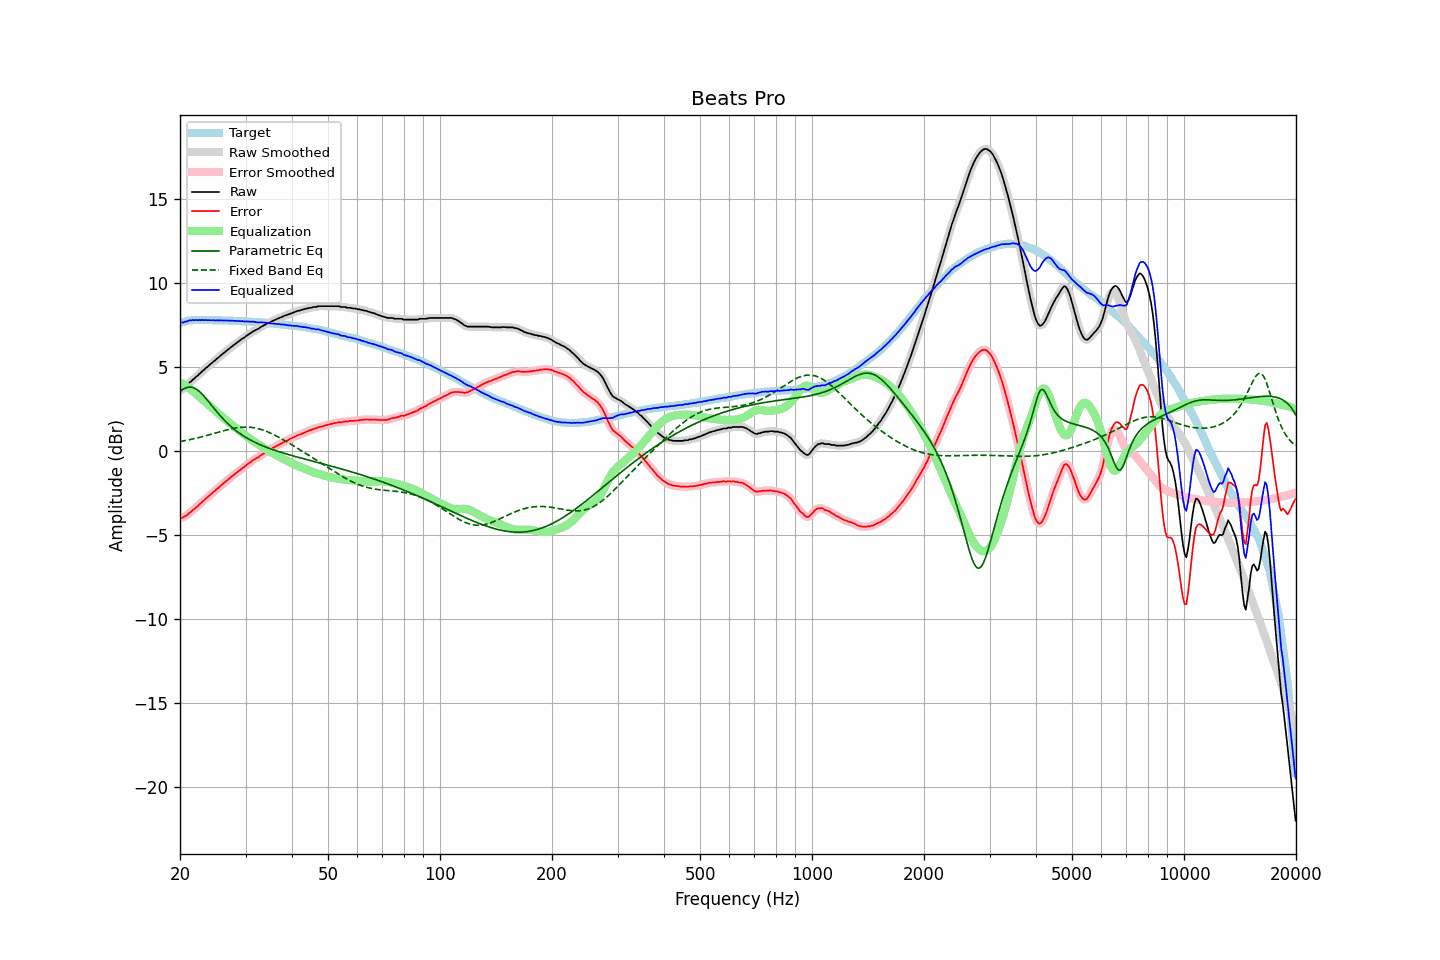 Beats Pro
Target
Raw Smoothed
Error Smoothed
Raw
Error
Equalization
Parametric Eq
Fixed Band Eq
Equalized
Amplitude (dBr)
15
10
5
0
−5
−10
−15
−20
20
50
100
200
500
1000
2000
5000
10000
20000
Frequency (Hz)